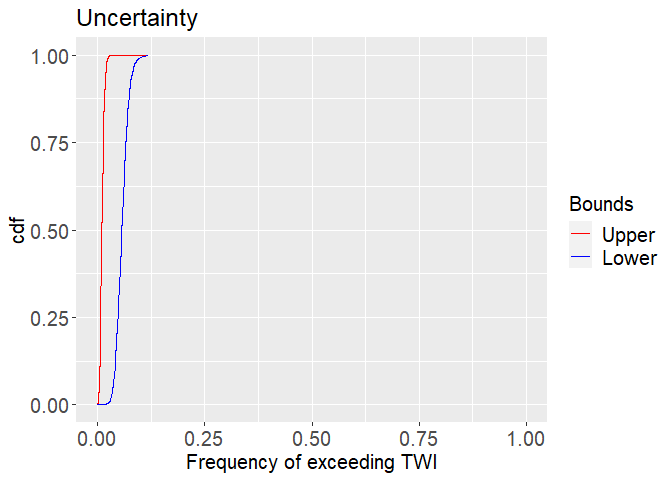 Uncertainty
1.00
0.75
0.50
0.25
0.00
cdf
0.00 0.25 0.50 0.75 1.00
Frequency of exceeding TWI
Bounds
Upper
Lower